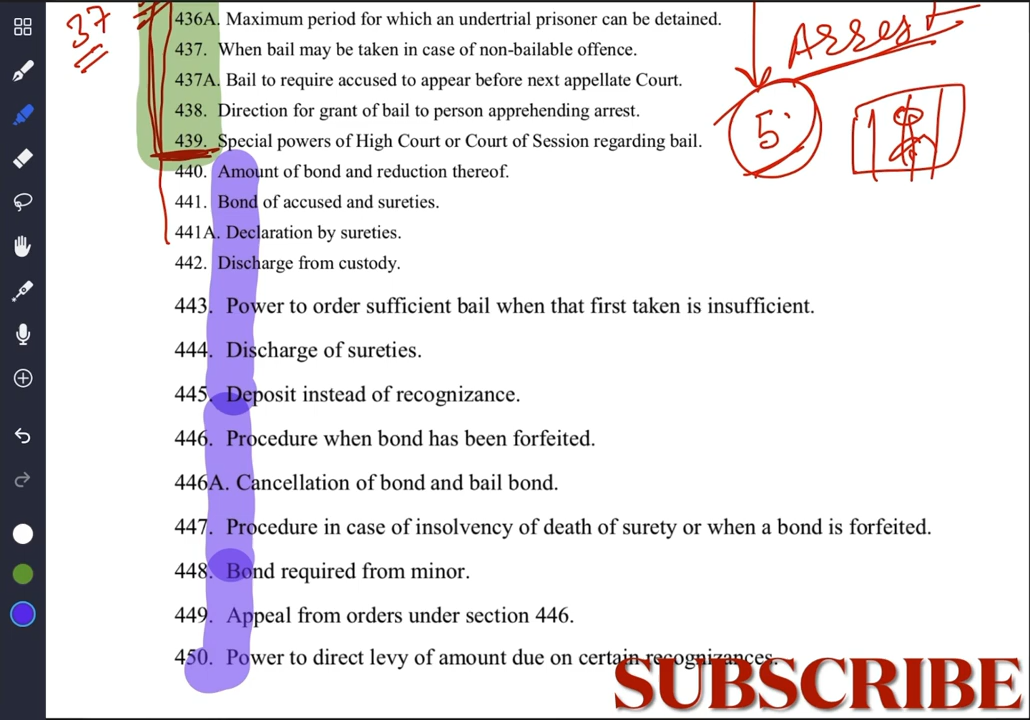 37
436A. Maximum period for which an undertrial prisoner can be detained.
Arrest
437. When bail may be taken in case of non-bailable offence.
437A. Bail to require accused to appear before next appellate Court.
438. Direction for grant of bail to person apprehending arrest.
5
439. Special powers of High Court or Court of Session regarding bail.
440. Amount of bond and reduction thereof.
441. Bond of accused and sureties.
441A. Declaration by sureties.
442. Discharge from custody.
443. Power to order sufficient bail when that first taken is insufficient.
444. Discharge of sureties.
445. Deposit instead of recognizance.
446. Procedure when bond has been forfeited.
446A. Cancellation of bond and bail bond.
447. Procedure in case of insolvency of death of surety or when a bond is forfeited.
448. Bond required from minor.
449. Appeal from orders under section 446.
450. Power to direct levy of amount due on certain recognizances.
SUBSCRIBE